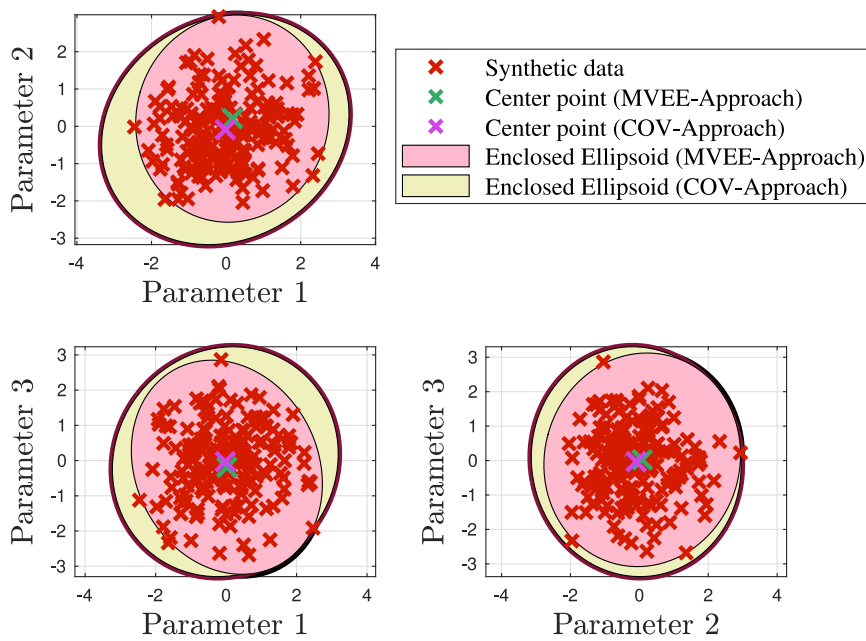 3
2
1
0
-1
-2
-3
Parameter 2
-4 -2 0 2 4
Parameter 1
Synthetic data
Center point (MVEE-Approach)
Center point (COV-Approach)
Enclosed Ellipsoid (MVEE-Approach)
Enclosed Ellipsoid (COV-Approach)
3
2
1
0
-1
-2
-3
Parameter 3
-4 -2 0 2 4
Parameter 1
3
2
1
0
-1
-2
-3
Parameter 3
-4 -2 0 2 4
Parameter 2